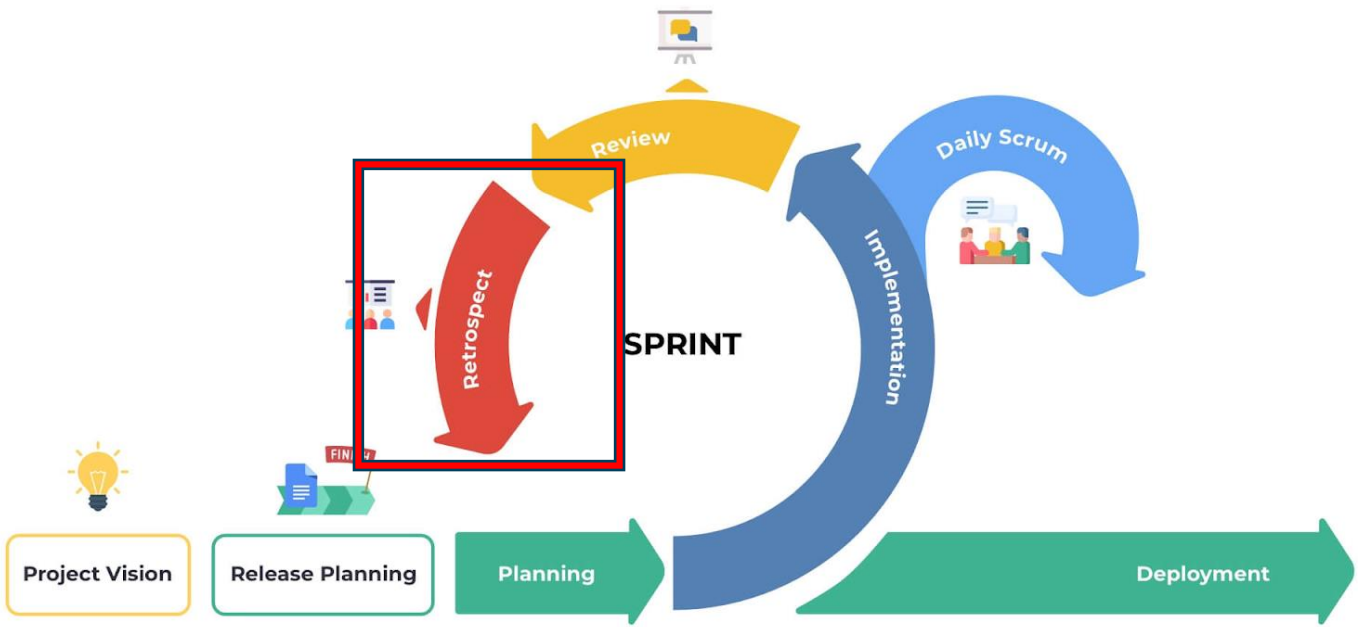 Review
Daily Scrum
Implementation
Retrospect
SPRINT
Project Vision
Release Planning
Planning
Deployment